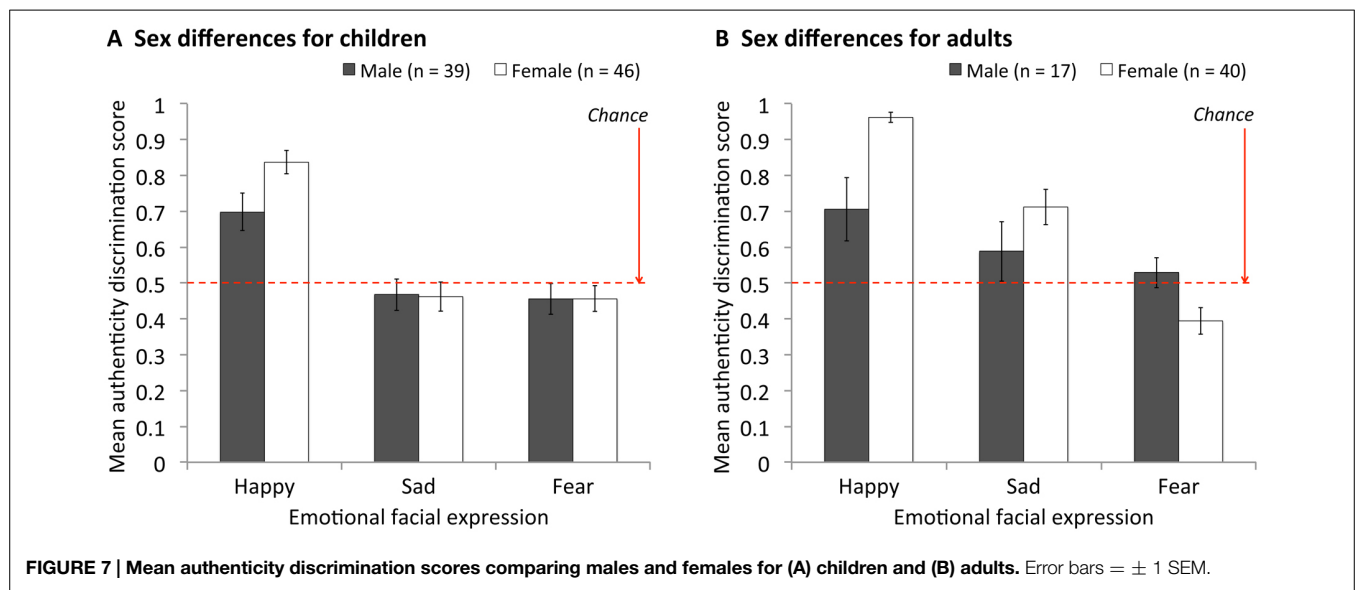 A Sex differences for children
Male (n = 39) Female (n = 46)
Mean authenticity discrimination score
1
0.9
0.8
0.7
0.6
0.5
0.4
0.3
0.2
0.1
0
Chance
Happy Sad Fear
Emotional facial expression
B Sex differences for adults
Male (n = 17) Female (n = 40)
Mean authenticity discrimination score
1
0.9
0.8
0.7
0.6
0.5
0.4
0.3
0.2
0.1
0
Chance
Happy Sad Fear
Emotional facial expression
FIGURE 7 | Mean authenticity discrimination scores comparing males and females for (A) children and (B) adults. Error bars = ± 1 SEM.